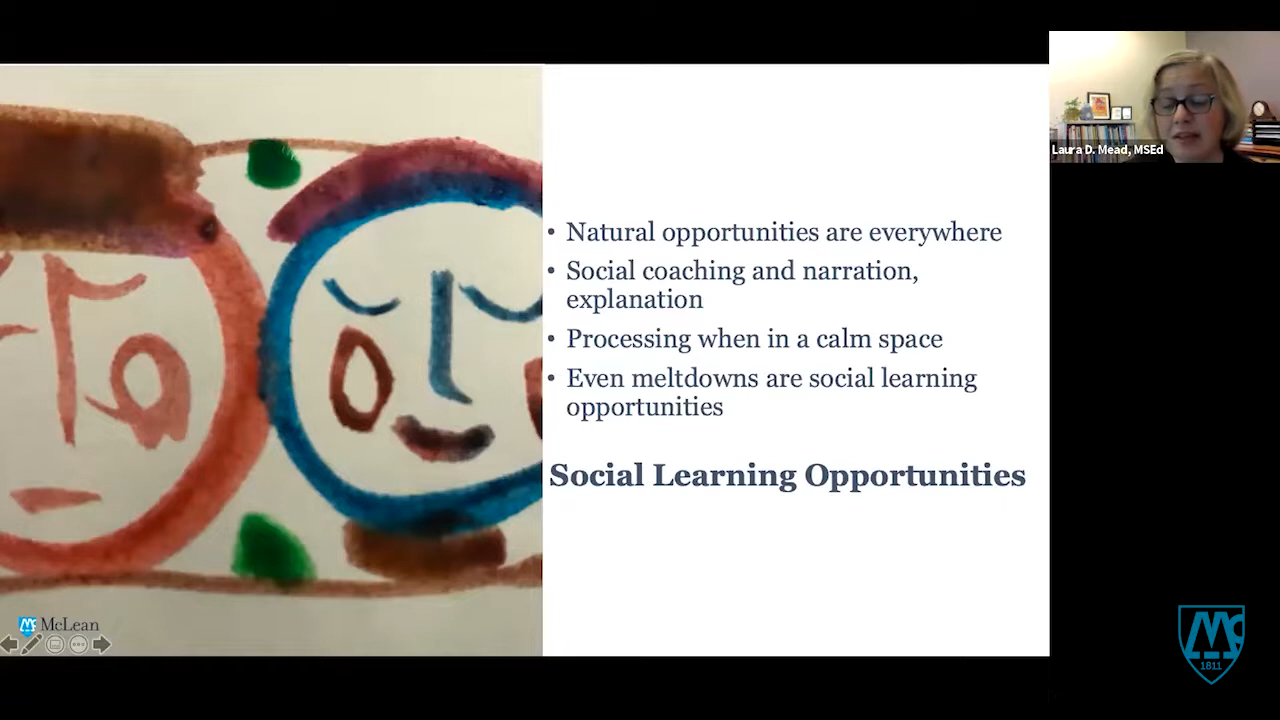 Laura D. Mead, MSEd
• Natural opportunities are everywhere
• Social coaching and narration,
explanation
• Processing when in a calm space
• Even meltdowns are social learning
opportunities
Social Learning Opportunities
McLean
1811